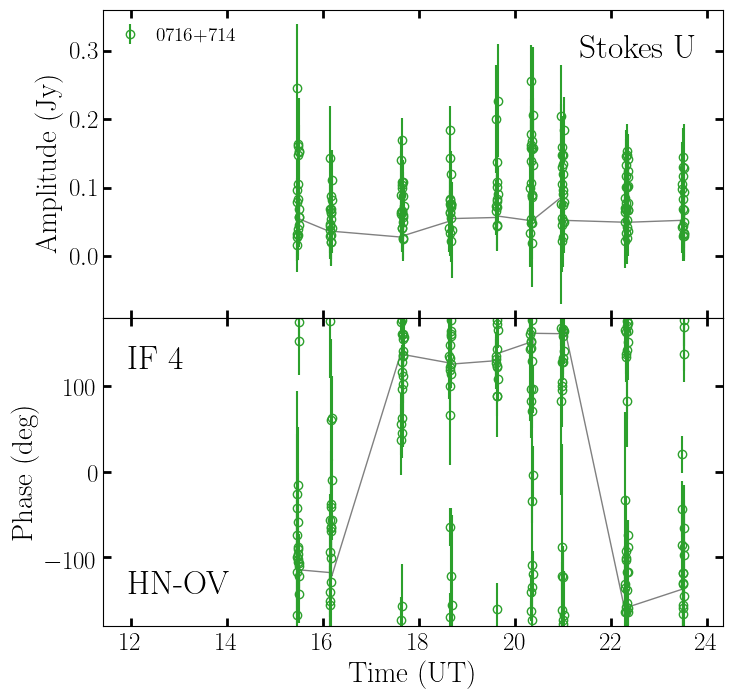 0716+714
Stokes U
0.3
0.2
0.1
0.0
Amplitude (Jy)
IF 4
100
0
−100
Phase (deg)
HN-OV
12 14 16 18 20 22 24
Time (UT)